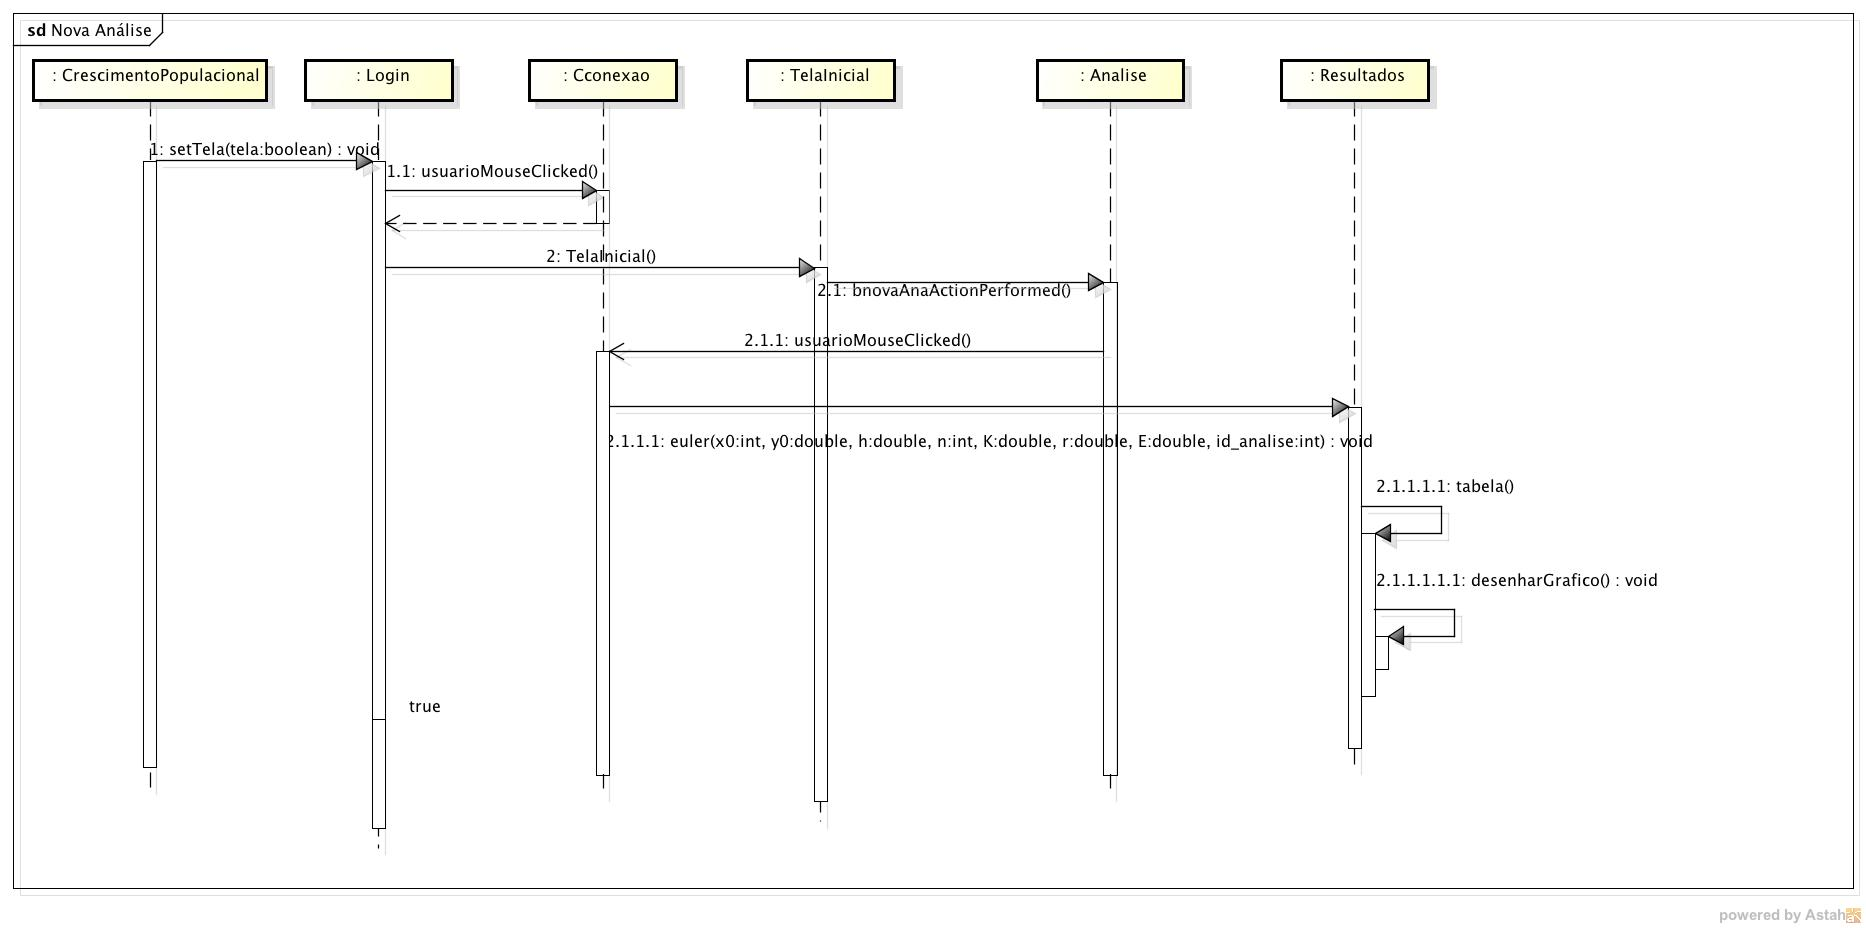 sd Nova Análise
: CrescimentoPopulacional
: Login
: Cconexao
: TelaInicial
: Analise
: Resultados
1: setTela(tela:boolean) : void
1.1: usuarioMouseClicked()
2: TelaInicial()
2.1: bnovaAnaActionPerformed()
2.1.1: usuarioMouseClicked()
2.1.1.1: euler(x0:int, y0:double, h:double, n:int, K:double, r:double, E:double, id_analise:int) : void
2.1.1.1.1: tabela()
2.1.1.1.1.1: desenharGrafico() : void
true
powered by Astah